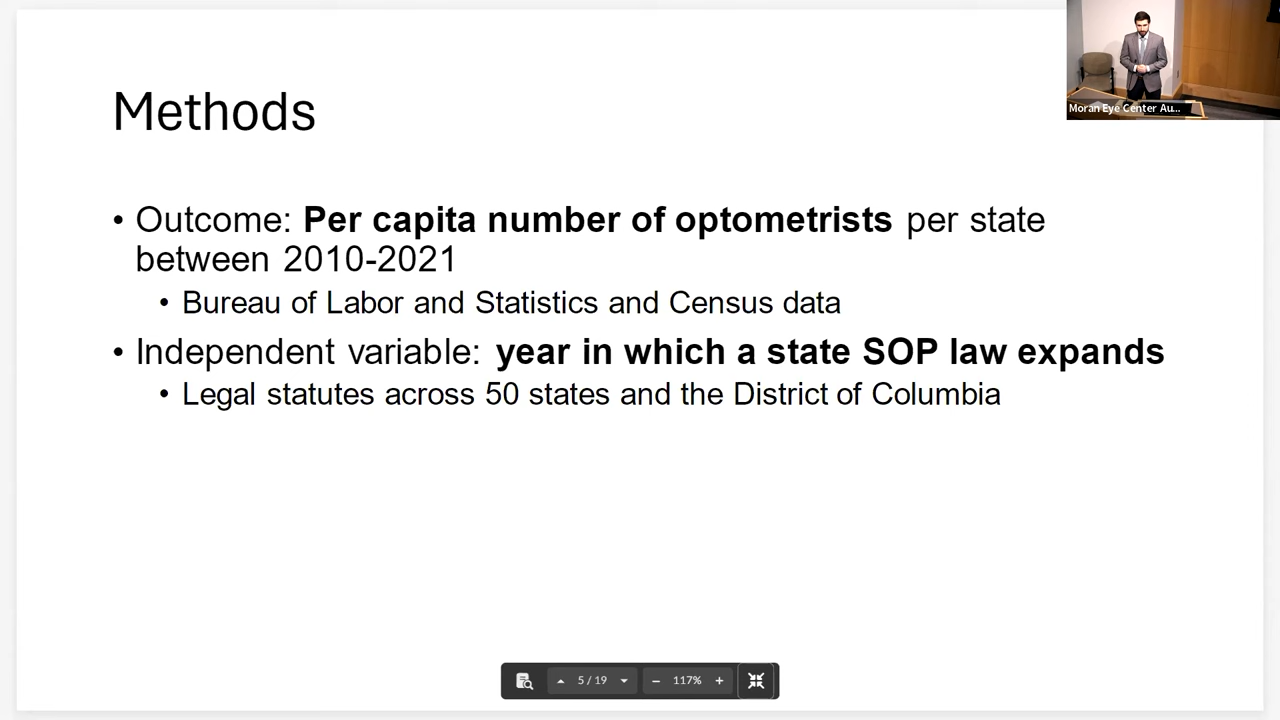 Moran Eye Center Au...
Methods
• Outcome: Per capita number of optometrists per state
between 2010-2021
• Bureau of Labor and Statistics and Census data
• Independent variable: year in which a state SOP law expands
• Legal statutes across 50 states and the District of Columbia
5 / 19
117%